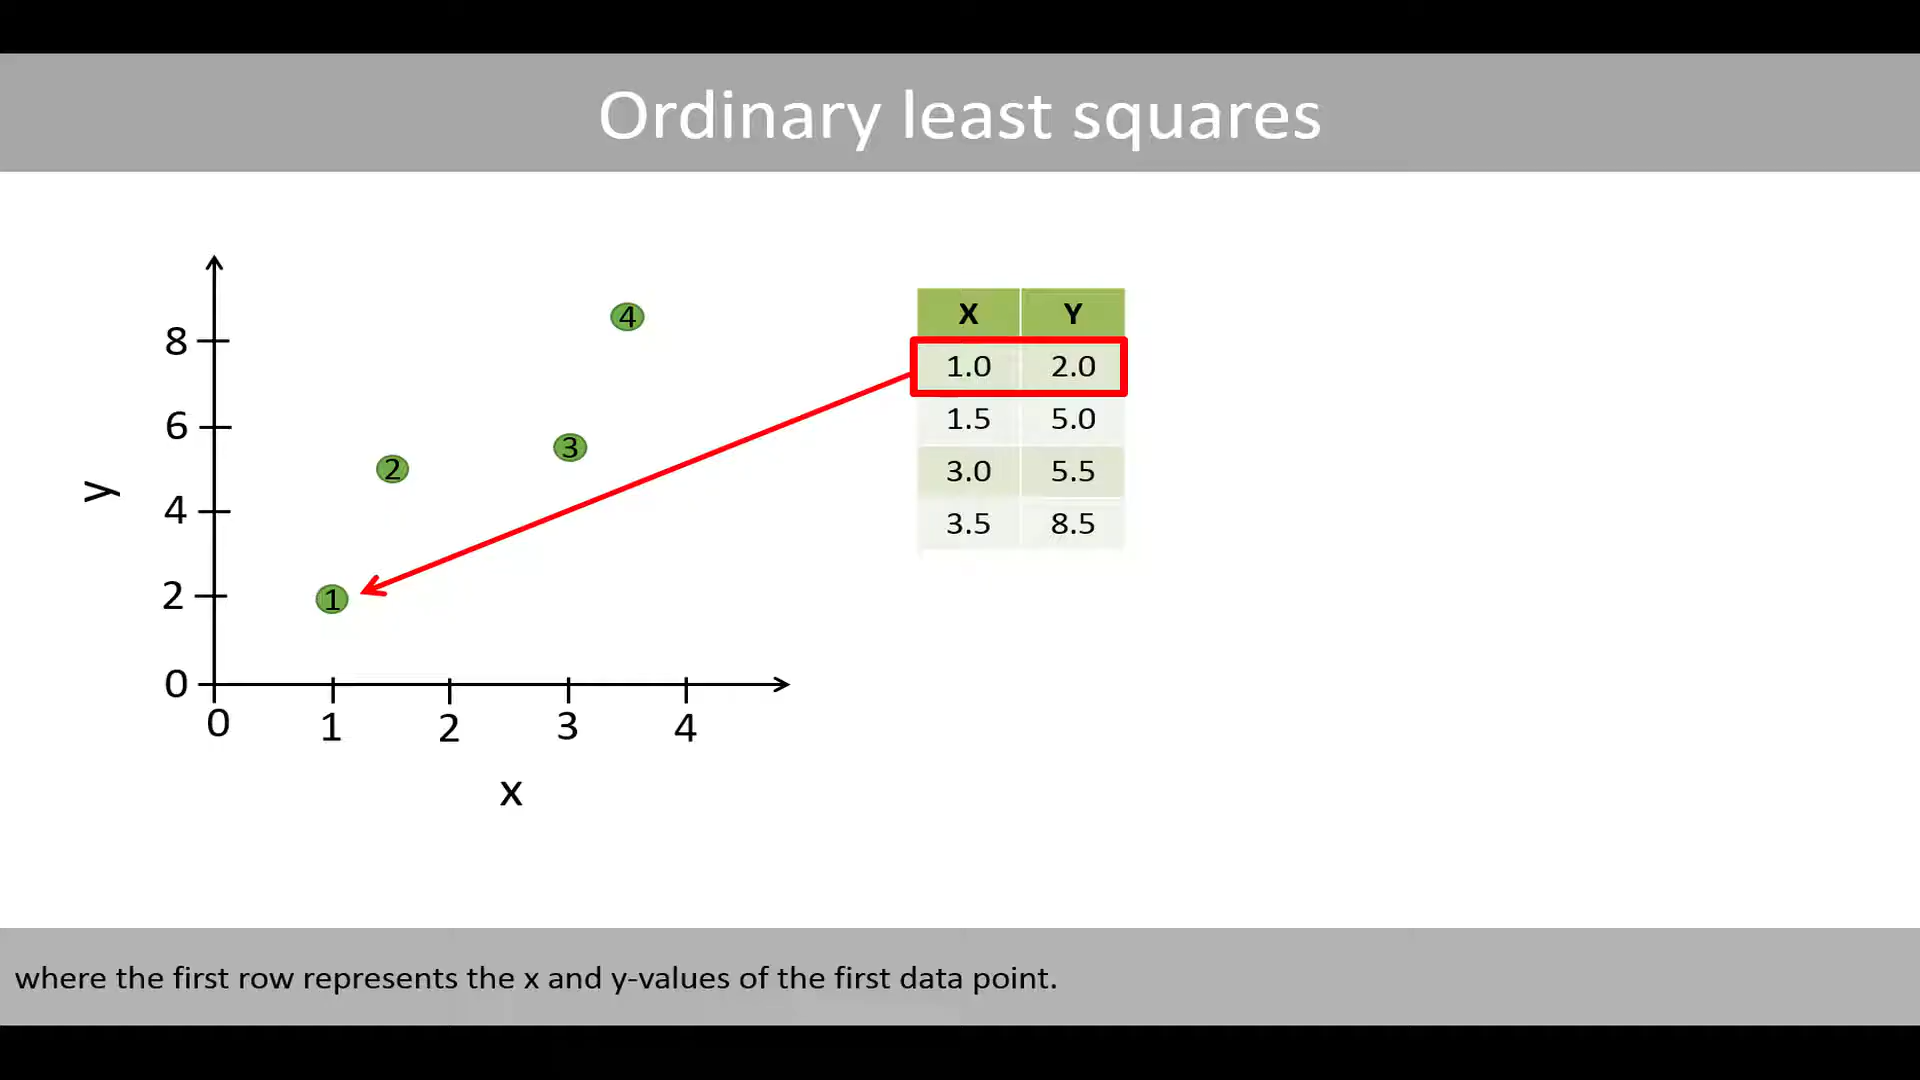 Ordinary least squares
8
6
4
2
0
y
0 1 2 3 4
x
4
3
2
1
X Y
1.0 2.0
1.5 5.0
3.0 5.5
3.5 8.5
where the first row represents the x and y-values of the first data point.